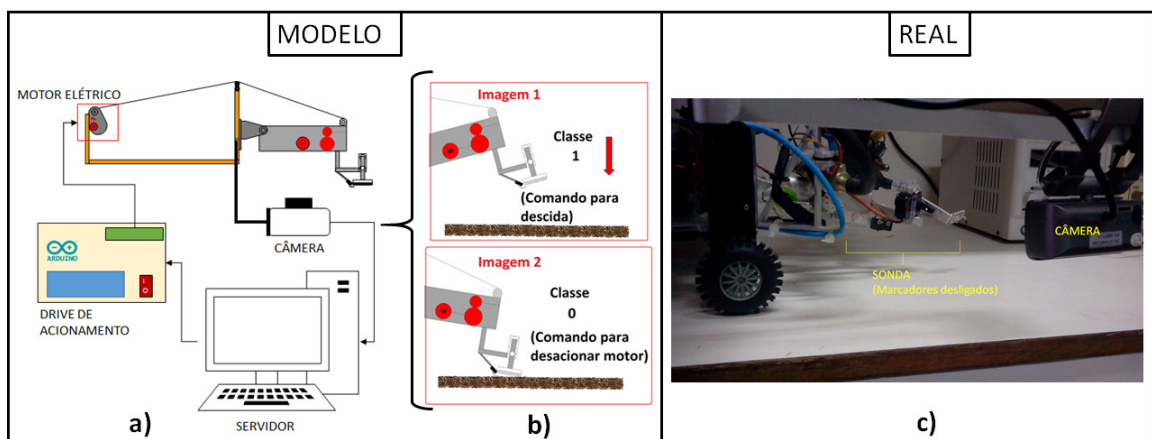 MODELO
REAL
MOTOR ELÉTRICO
CÂMERA
ARDUINO
I
O
DRIVE DE
ACIONAMENTO
SERVIDOR
a)
Imagem 1
Classe
1
(Comando para
descida)
Imagem 2
Classe
0
(Comando para
desacionar motor)
b)
CÂMERA
SONDA
(Marcadores desligados)
c)